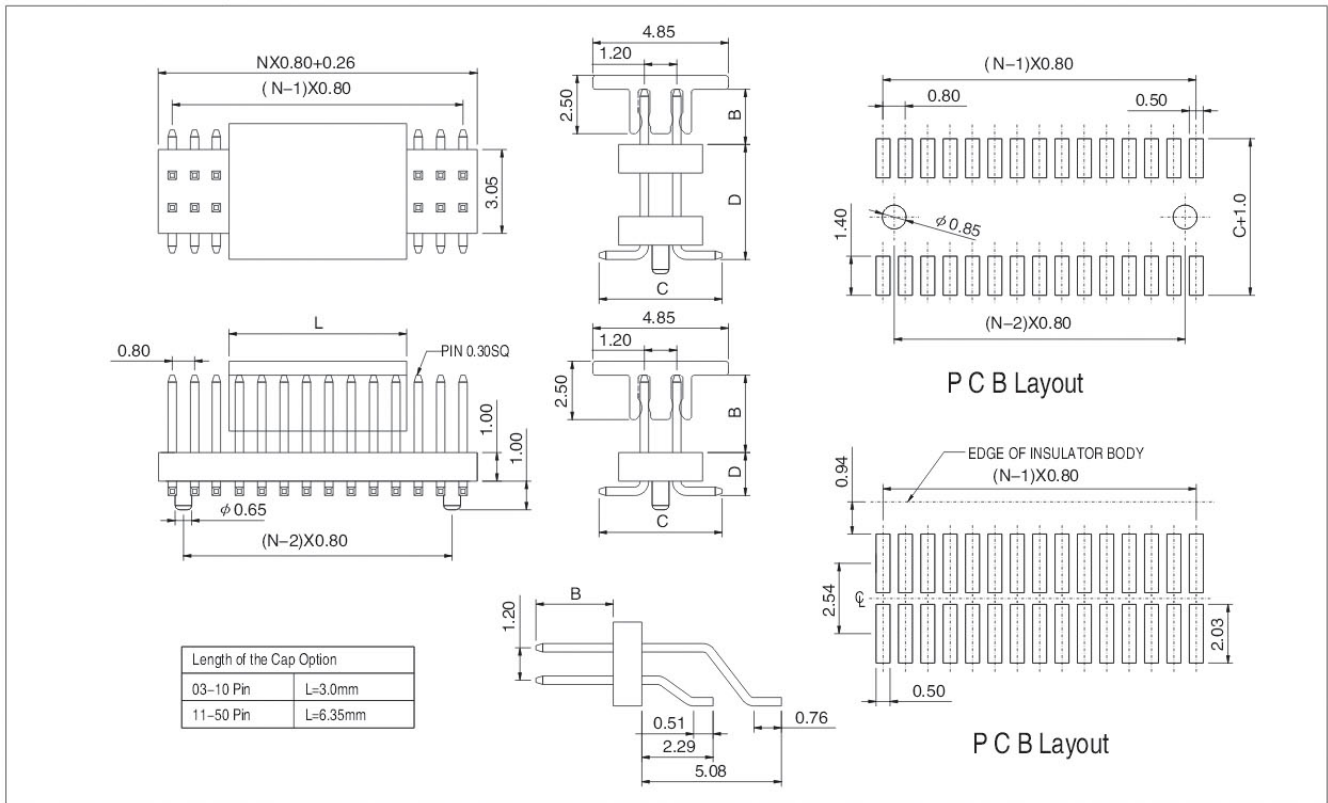 NX0.80+0.26
(N-1)X0.80
3.05
4.85
1.20
2.50
B
D
C
(N-1)X0.80
0.80
0.50
1.40
ϕ0.85
C+1.0
(N-2)X0.80
P C B Layout
L
0.80
PIN 0.30SQ
1.00
1.00
ϕ0.65
(N-2)X0.80
4.85
1.20
2.50
B
D
C
EDGE OF INSULATOR BODY
(N-1)X0.80
0.94
2.54
℄
2.03
0.50
P C B Layout
B
1.20
0.51
0.76
2.29
5.08
Length of the Cap Option
03-10 Pin L=3.0mm
11-50 Pin L=6.35mm